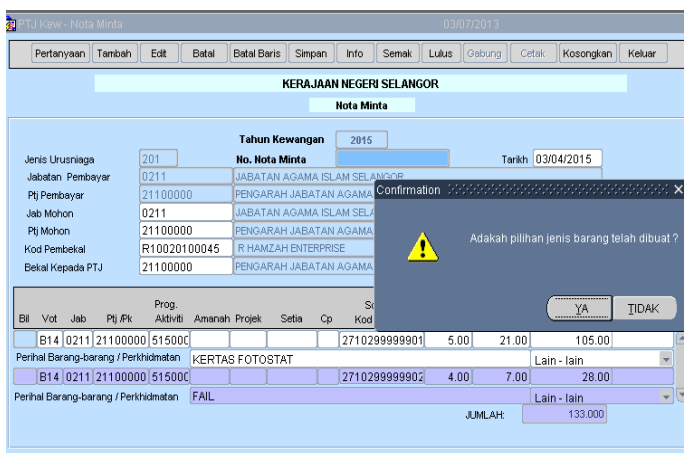 PTJ Kew - Nota Minta 03/07/2013
Pertanyaan Tambah Edit Batal Batal Baris Simpan Info Semak Lulus Gabung Cetak Kosongkan Keluar
KERAJAAN NEGERI SELANGOR
Nota Minta
Tahun Kewangan 2015
Jenis Urusniaga 201 No. Nota Minta Tarikh 03/04/2015
Jabatan Pembayar 0211 JABATAN AGAMA ISLAM SELANGOR
Ptj Pembayar 21100000 PENGARAH JABATAN AGAMA
Jab Mohon 0211 JABATAN AGAMA ISLAM SELA
Ptj Mohon 21100000 PENGARAH JABATAN AGAMA
Kod Pembekal R10020100045 R HAMZAH ENTERPRISE
Bekal Kepada PTJ 21100000 PENGARAH JABATAN AGAMA
Confirmation
Adakah pilihan jenis barang telah dibuat ?
YA TIDAK
Prog.
Bil Vot Jab Ptj /Pk Aktiviti Amanah Projek Setia Cp Kod
B14 0211 21100000 51500 2710299999901 5.00 21.00 105.00
Perihal Barang-barang / Perkhidmatan KERTAS FOTOSTAT Lain - lain
B14 0211 21100000 51500 2710299999902 4.00 7.00 28.00
Perihal Barang-barang / Perkhidmatan FAIL Lain - lain
JUMLAH: 133.000